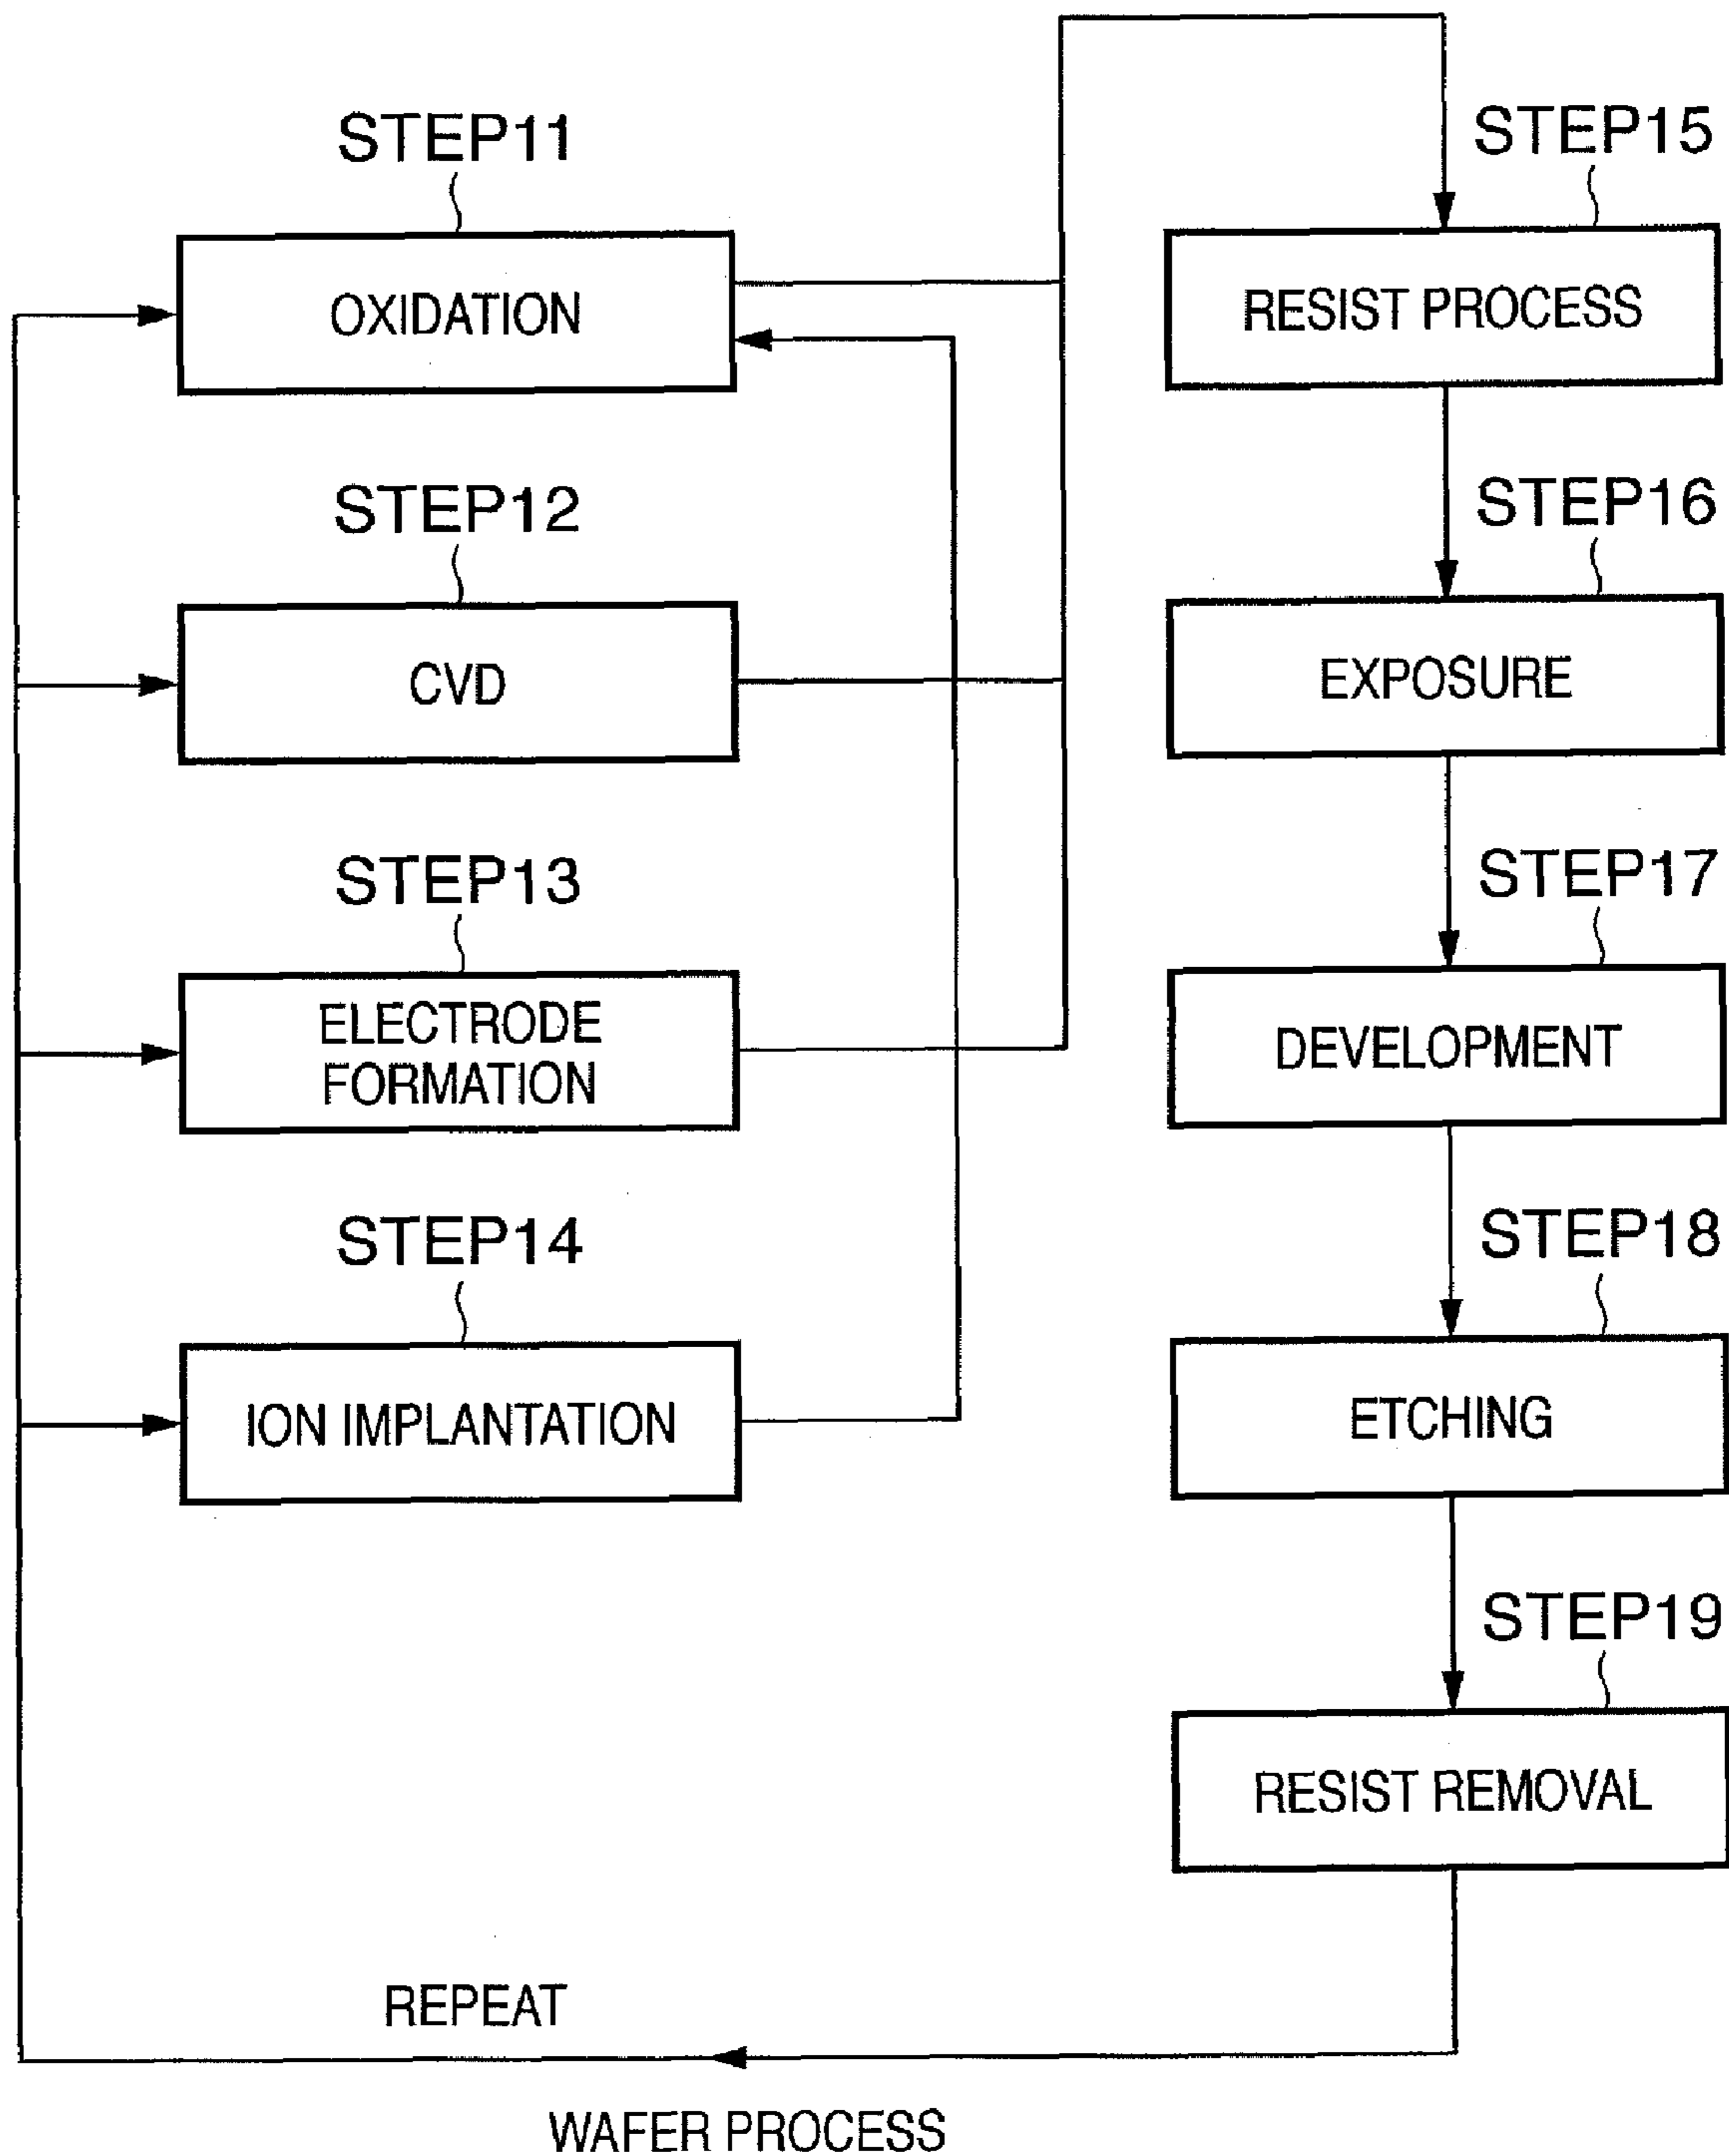 STEP11
OXIDATION
STEP12
CVD
STEP13
ELECTRODE
FORMATION
STEP14
ION IMPLANTATION
STEP15
RESIST PROCESS
STEP16
EXPOSURE
STEP17
DEVELOPMENT
STEP18
ETCHING
STEP19
RESIST REMOVAL
REPEAT
WAFER PROCESS